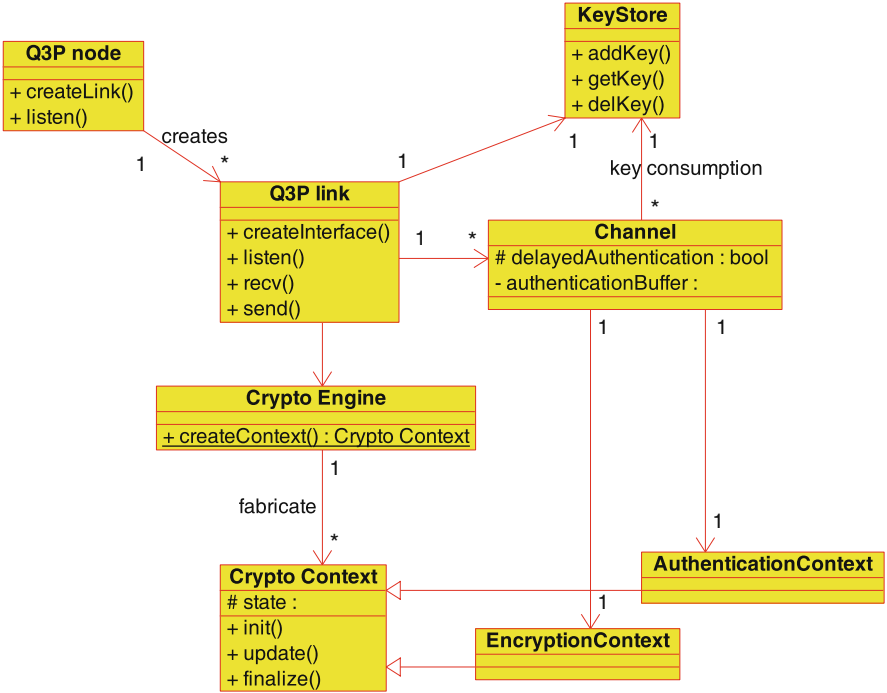 KeyStore
+ addKey()
+ getKey()
+ delKey()
Q3P node
+ createLink()
+ listen()
creates
1
*
1
1
1
key consumption
*
Q3P link
+ createInterface()
+ listen()
+ recv()
+ send()
1
*
Channel
# delayedAuthentication : bool
- authenticationBuffer :
1
1
Crypto Engine
+ createContext() : Crypto Context
1
fabricate
*
1
Crypto Context
# state :
+ init()
+ update()
+ finalize()
AuthenticationContext
1
EncryptionContext